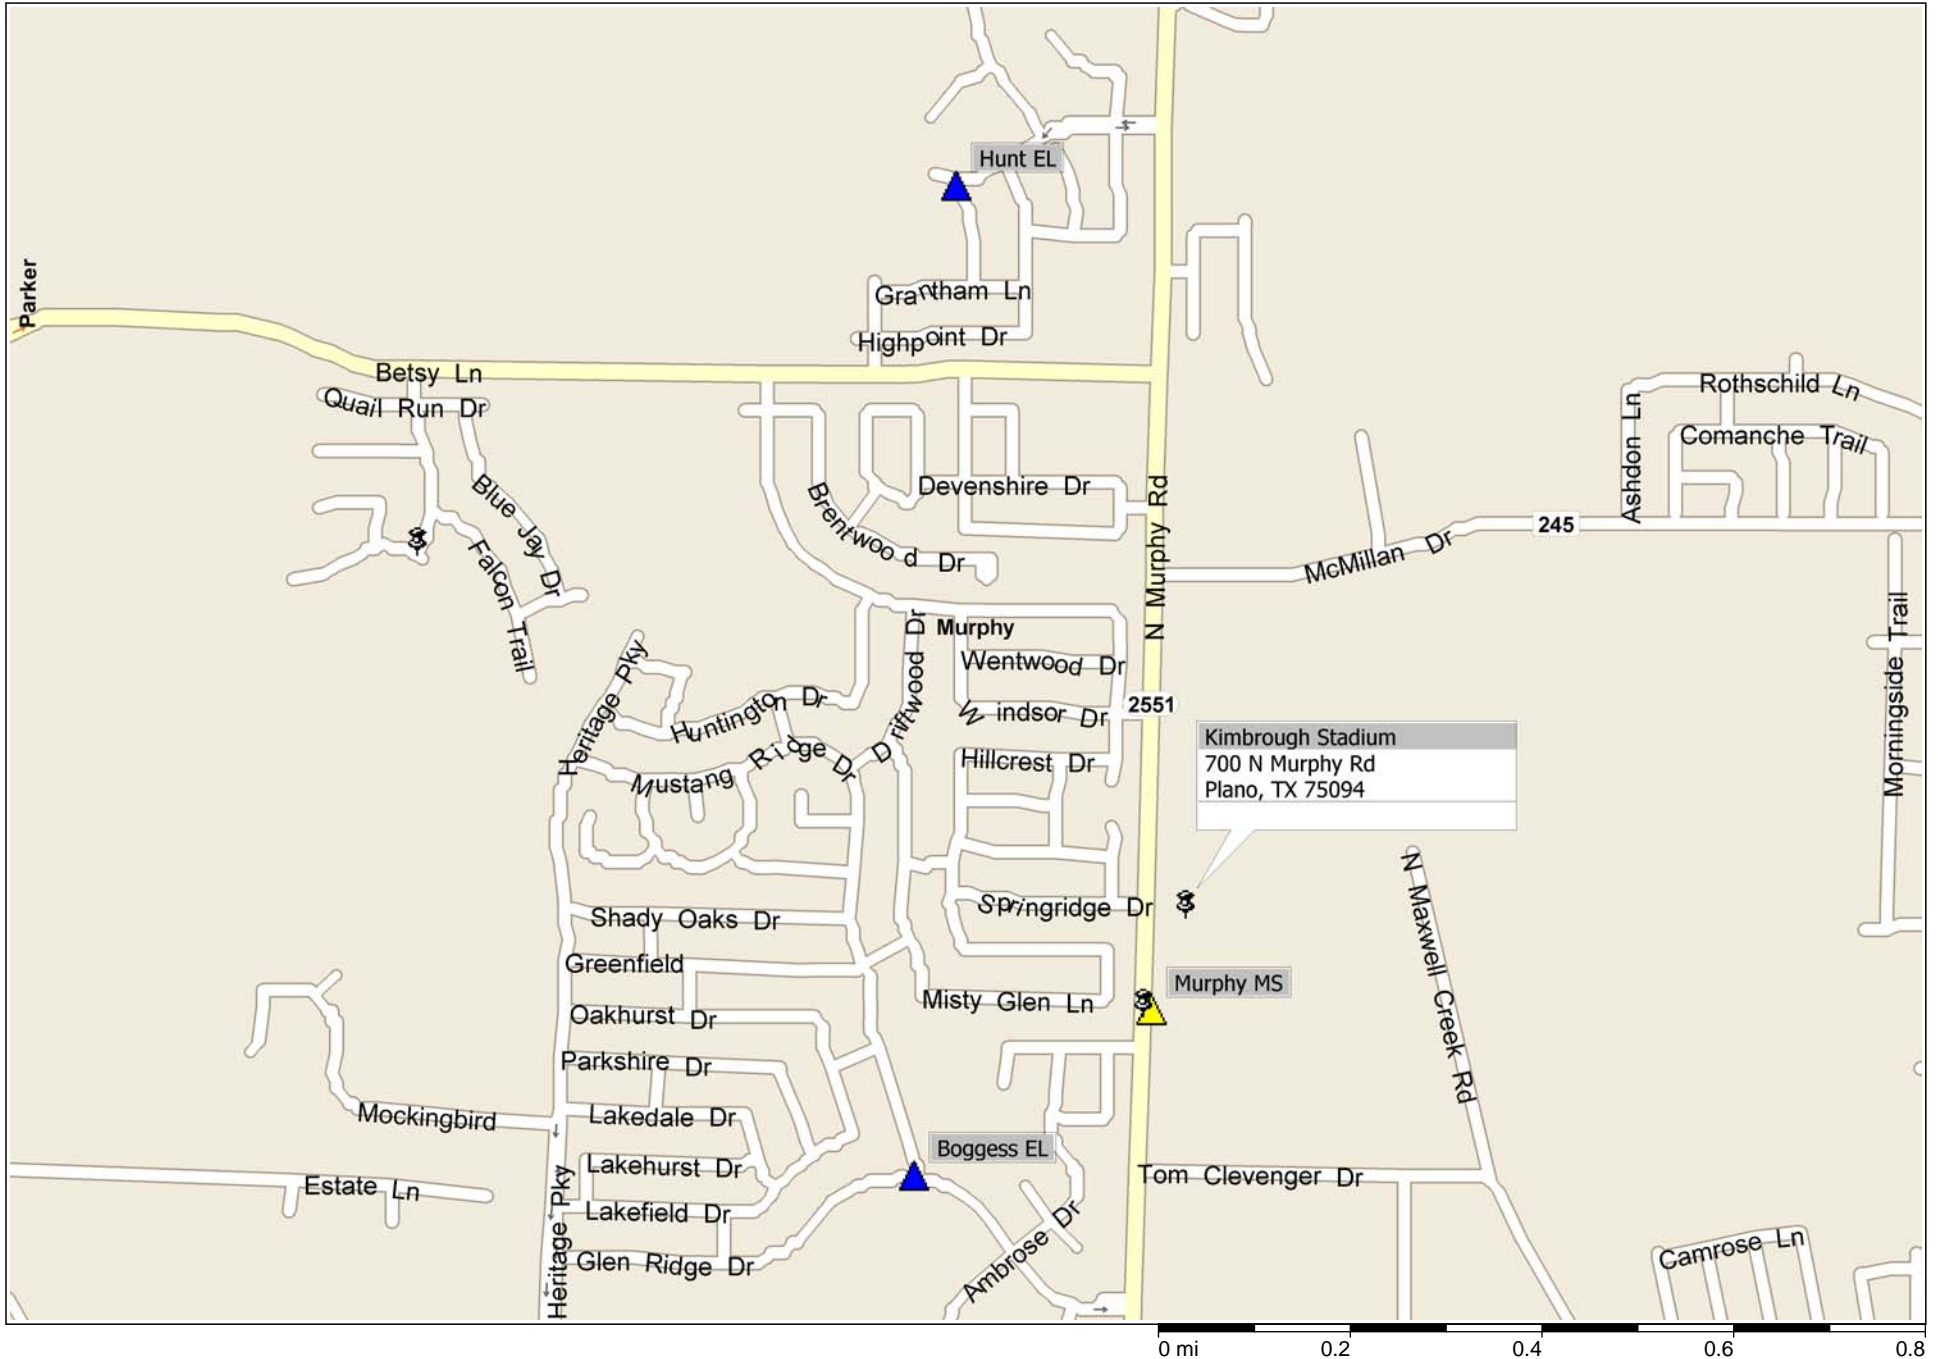 Hunt EL
Parker
Grantham Ln
Highpoint Dr
Betsy Ln
Quail Run Dr
Rothschild Ln
Ashdon Ln
Comanche Trail
Blue Jay Dr
Brentwood Dr
Devenshire Dr
N Murphy Rd
245
McMillan Dr
Falcon Trail
Murphy
Driftwood Dr
Wentwood Dr
Morningside Trail
Heritage Pky
Huntington Dr
Windsor Dr
2551
Mustang Ridge Dr
Hillcrest Dr
Kimbrough Stadium
700 N Murphy Rd
Plano, TX 75094
Shady Oaks Dr
Springridge Dr
N Maxwell Creek Rd
Greenfield
Murphy MS
Misty Glen Ln
Oakhurst Dr
Parkshire Dr
Mockingbird
Lakedale Dr
Boggess EL
Lakehurst Dr
Tom Clevenger Dr
Estate Ln
Lakefield Dr
Heritage Pky
Glen Ridge Dr
Ambrose Dr
Camrose Ln
0 mi 0.2 0.4 0.6 0.8